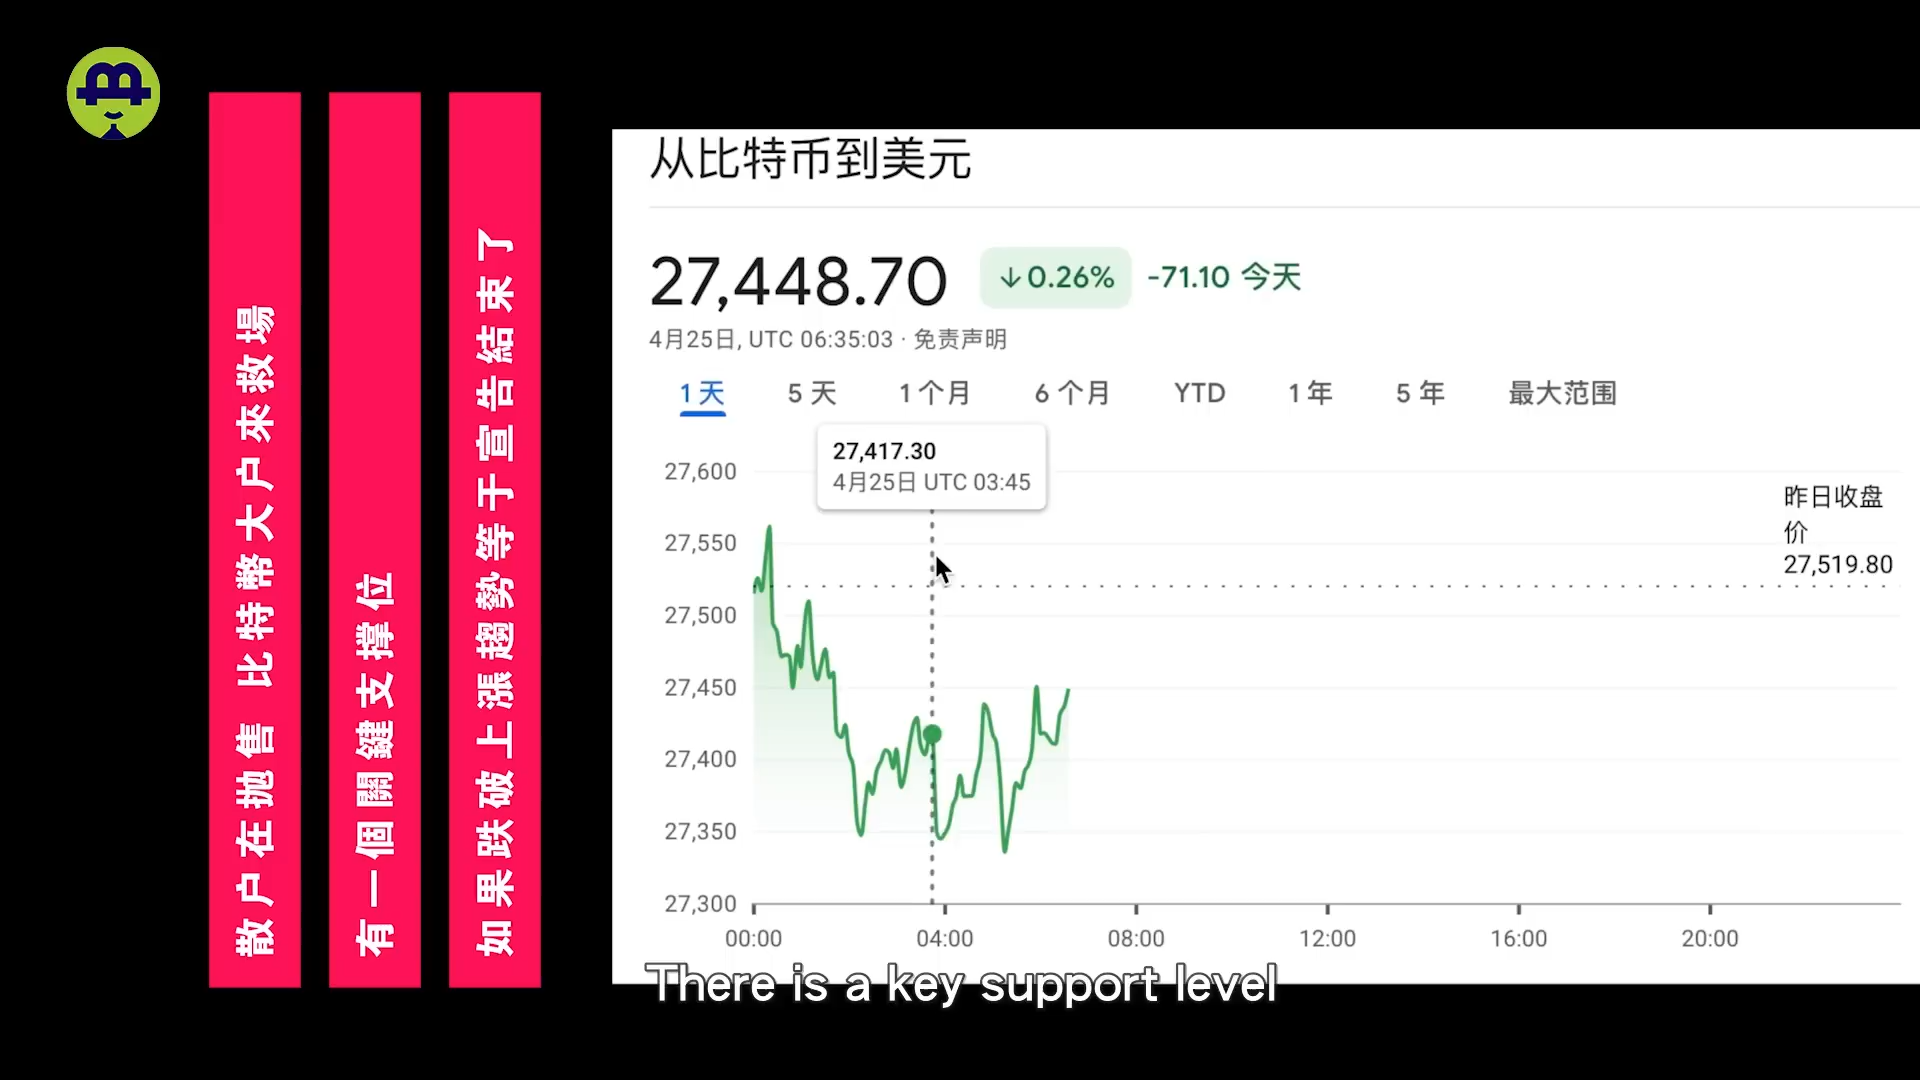 散户在抛售 比特幣大户來救場
有一個關鍵支撐位
如果跌破上漲趨勢等于宣告結束了
从比特币到美元
27,448.70 ↓0.26% -71.10 今天
4月25日, UTC 06:35:03 · 免责声明
1 天 5 天 1 个月 6 个月 YTD 1 年 5 年 最大范围
27,417.30
4月25日 UTC 03:45
27,600
27,550
27,500
27,450
27,400
27,350
27,300
昨日收盘
价
27,519.80
00:00 04:00 08:00 12:00 16:00 20:00
There is a key support level